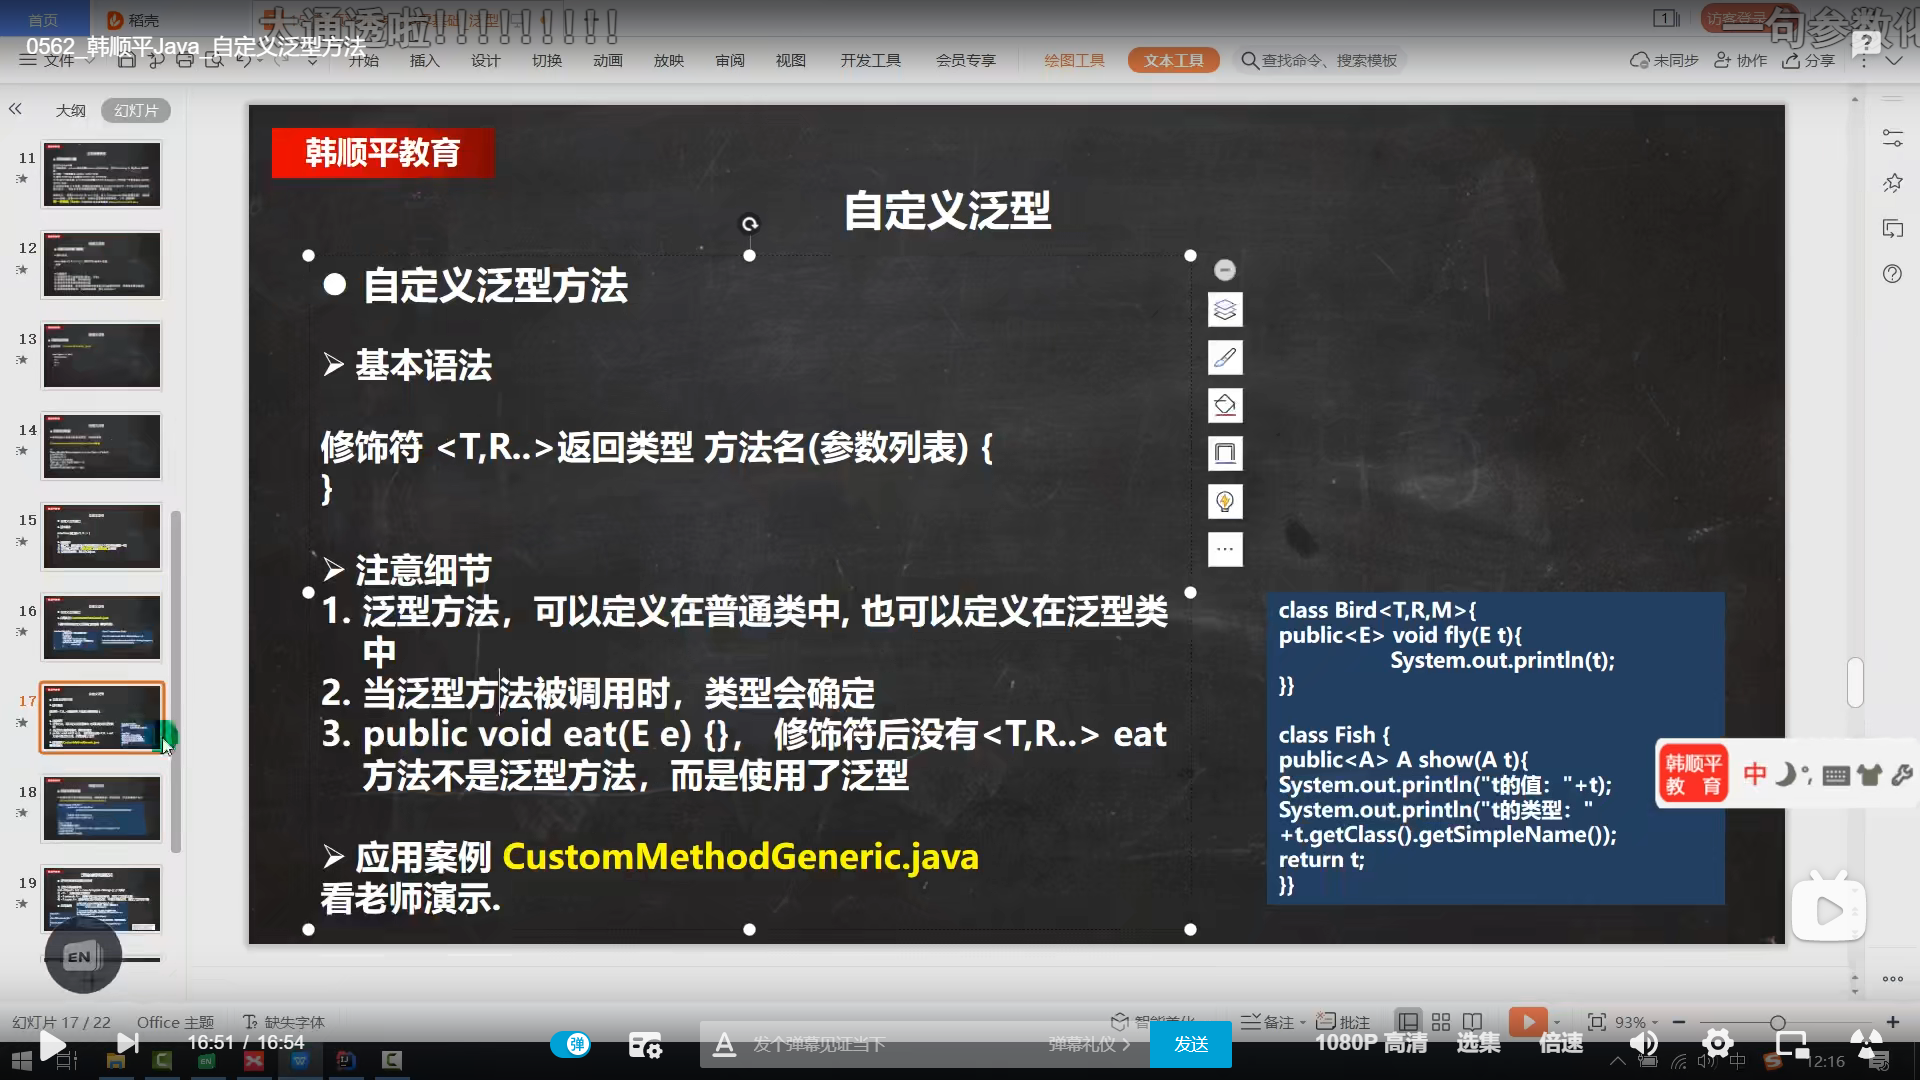 首页
稻壳
大通透啦!!!!!!!!!
访客登录
一句参数化
0562_韩顺平Java_自定义泛型方法
文件
开始
插入
设计
切换
动画
放映
审阅
视图
开发工具
会员专享
绘图工具
文本工具
查找命令、搜索模板
未同步
协作
分享
大纲
幻灯片
11
12
13
14
15
16
17
18
19
韩顺平教育
自定义泛型
● 自定义泛型方法
➢ 基本语法
修饰符 <T,R..>返回类型 方法名(参数列表) {
}
➢ 注意细节
1. 泛型方法，可以定义在普通类中, 也可以定义在泛型类
中
2. 当泛型方法被调用时，类型会确定
3. public void eat(E e) {}， 修饰符后没有<T,R..> eat
方法不是泛型方法，而是使用了泛型
➢ 应用案例 CustomMethodGeneric.java
看老师演示.
class Bird<T,R,M>{
public<E> void fly(E t){
System.out.println(t);
}}
class Fish {
public<A> A show(A t){
System.out.println("t的值："+t);
System.out.println("t的类型："
+t.getClass().getSimpleName());
return t;
}}
韩顺平
教 育
中
EN
幻灯片 17 / 22
Office 主题
缺失字体
智能美化
备注
批注
93%
16:51 / 16:54
弹
发个弹幕见证当下
弹幕礼仪 >
发送
1080P 高清
选集
倍速
中
12:16